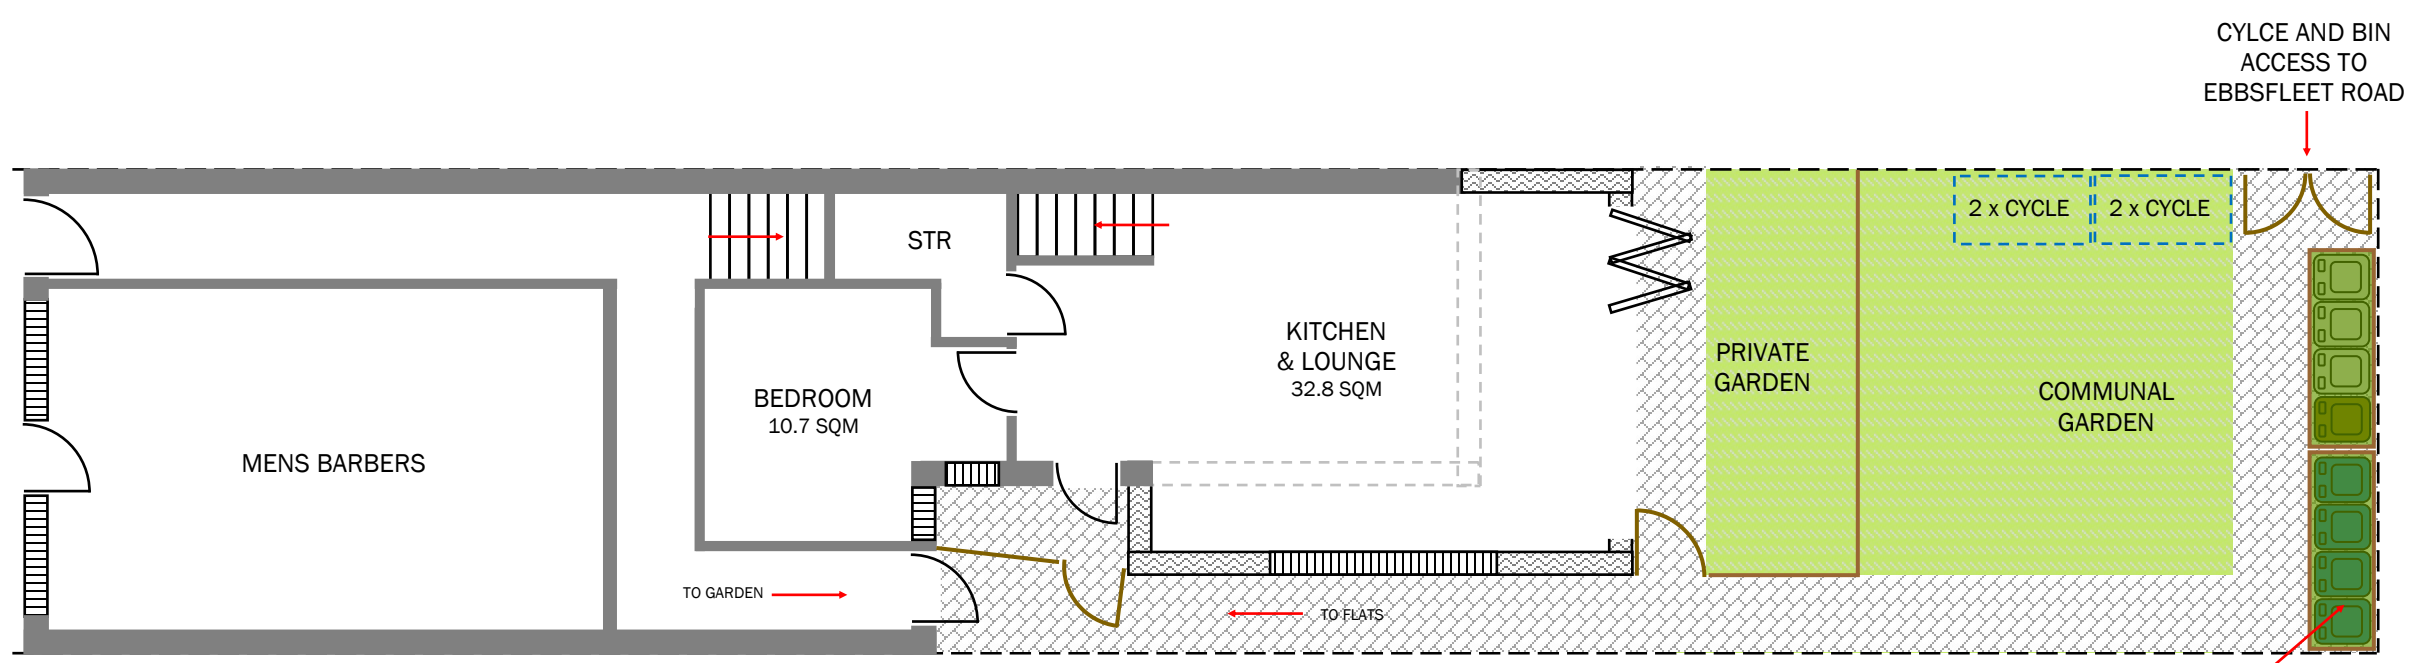 CYLCE AND BIN
ACCESS TO
EBBSFLEET ROAD
2 x CYCLE
2 x CYCLE
STR
KITCHEN
& LOUNGE
32.8 SQM
PRIVATE
GARDEN
BEDROOM
10.7 SQM
COMMUNAL
GARDEN
MENS BARBERS
TO GARDEN
TO FLATS